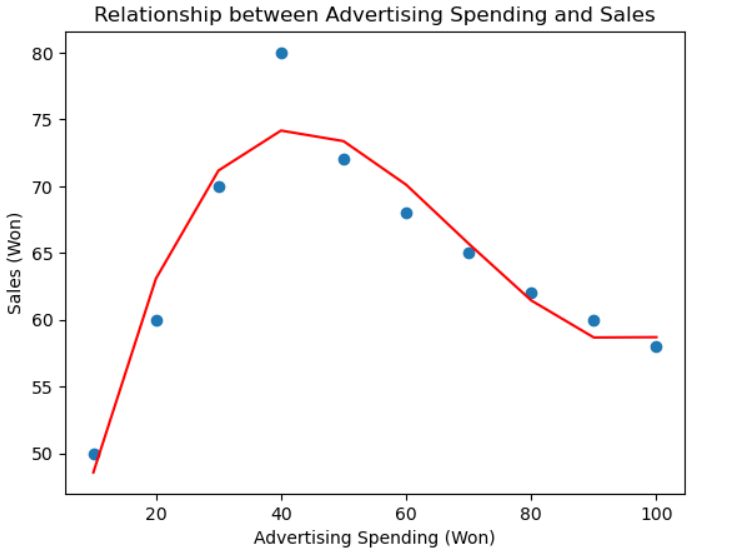 Relationship between Advertising Spending and Sales
80
75
70
65
60
55
50
Sales (Won)
20 40 60 80 100
Advertising Spending (Won)